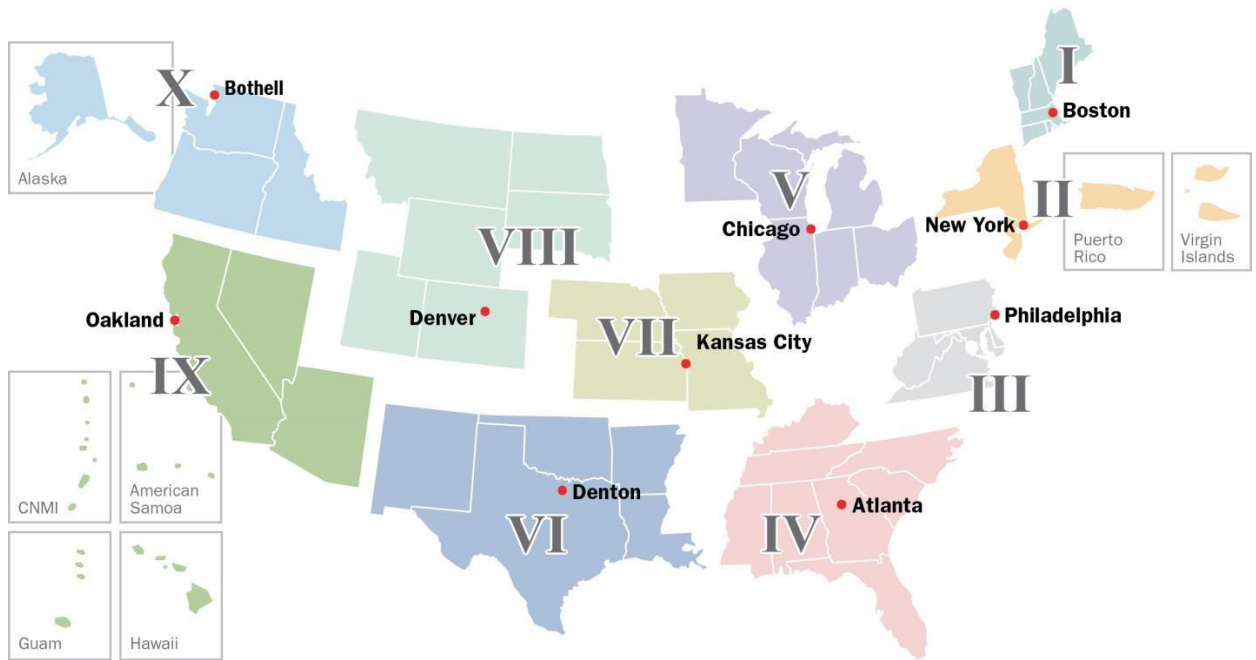 I
Boston
X
Bothell
Alaska
V
Chicago
II
New York
Puerto
Rico
Virgin
Islands
VIII
Denver
Oakland
IX
VII
Kansas City
Philadelphia
III
CNMI
American
Samoa
Guam
Hawaii
Denton
VI
Atlanta
IV